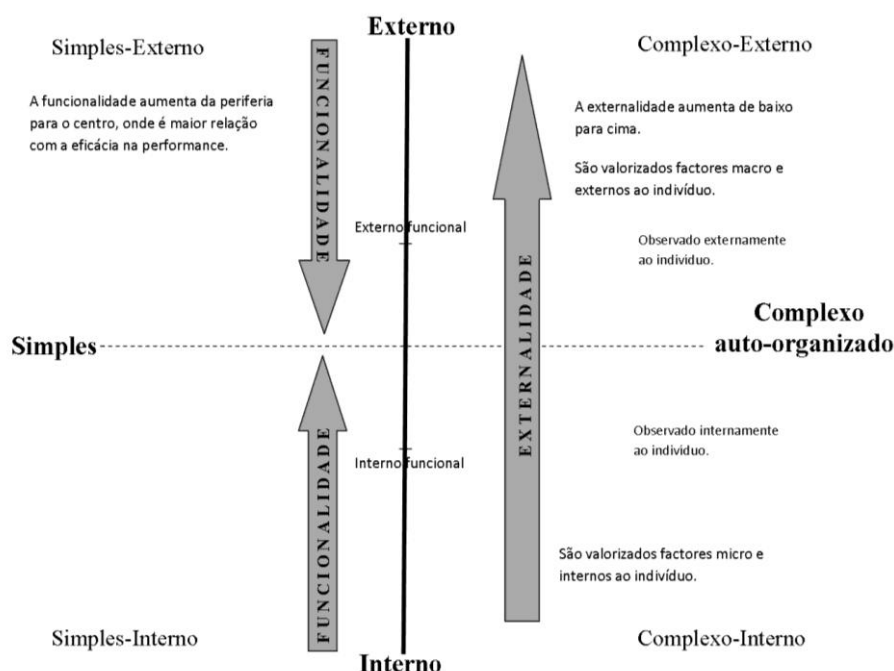 Externo
Simples-Externo
Complexo-Externo
A funcionalidade aumenta da periferia
para o centro, onde é maior relação
com a eficácia na performance.
FUNCIONALIDADE
A externalidade aumenta de baixo
para cima.
São valorizados factores macro e
externos ao indivíduo.
Externo funcional
Observado externamente
ao individuo.
EXTERNALIDADE
Simples
Complexo
auto-organizado
FUNCIONALIDADE
Interno funcional
Observado internamente
ao individuo.
São valorizados factores micro e
internos ao indivíduo.
Simples-Interno
Complexo-Interno
Interno